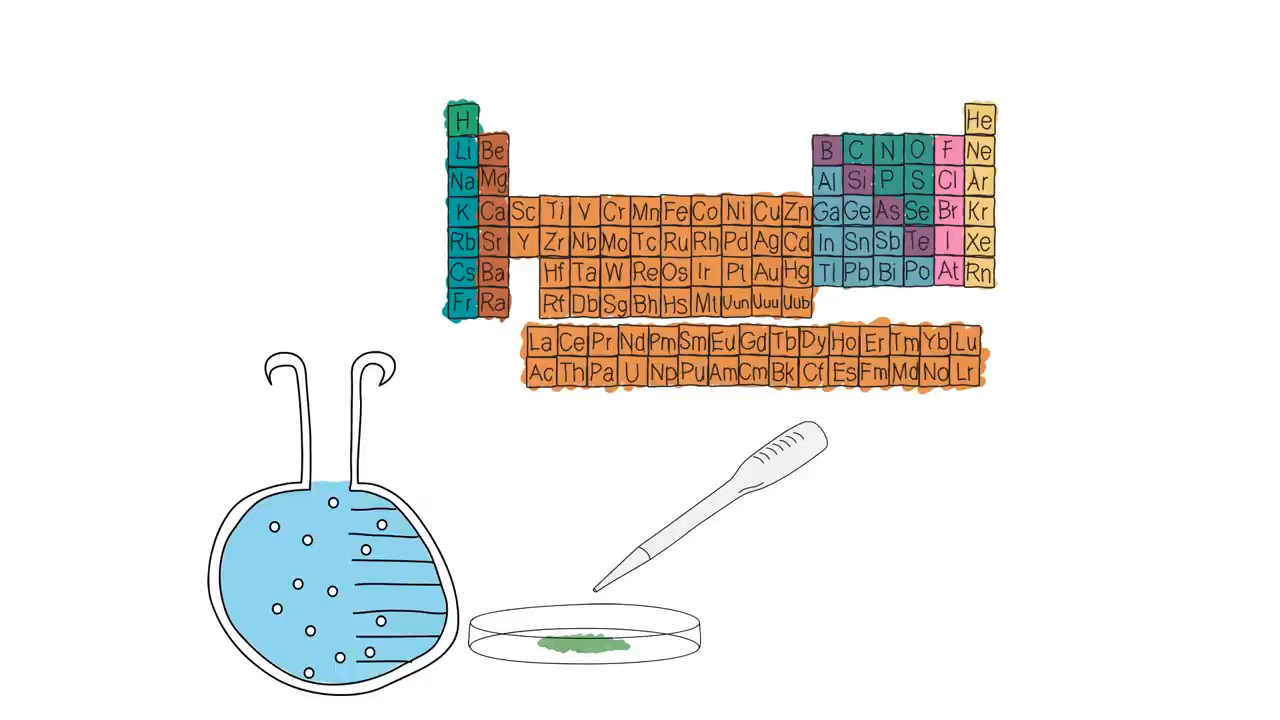 H He
Li Be B C N O F Ne
Na Mg Al Si P S Cl Ar
K Ca Sc Ti V Cr Mn Fe Co Ni Cu Zn Ga Ge As Se Br Kr
Rb Sr Y Zr Nb Mo Tc Ru Rh Pd Ag Cd In Sn Sb Te I Xe
Cs Ba Hf Ta W Re Os Ir Pt Au Hg Tl Pb Bi Po At Rn
Fr Ra Rf Db Sg Bh Hs Mt Uun Uuu Uub
La Ce Pr Nd Pm Sm Eu Gd Tb Dy Ho Er Tm Yb Lu
Ac Th Pa U Np Pu Am Cm Bk Cf Es Fm Md No Lr